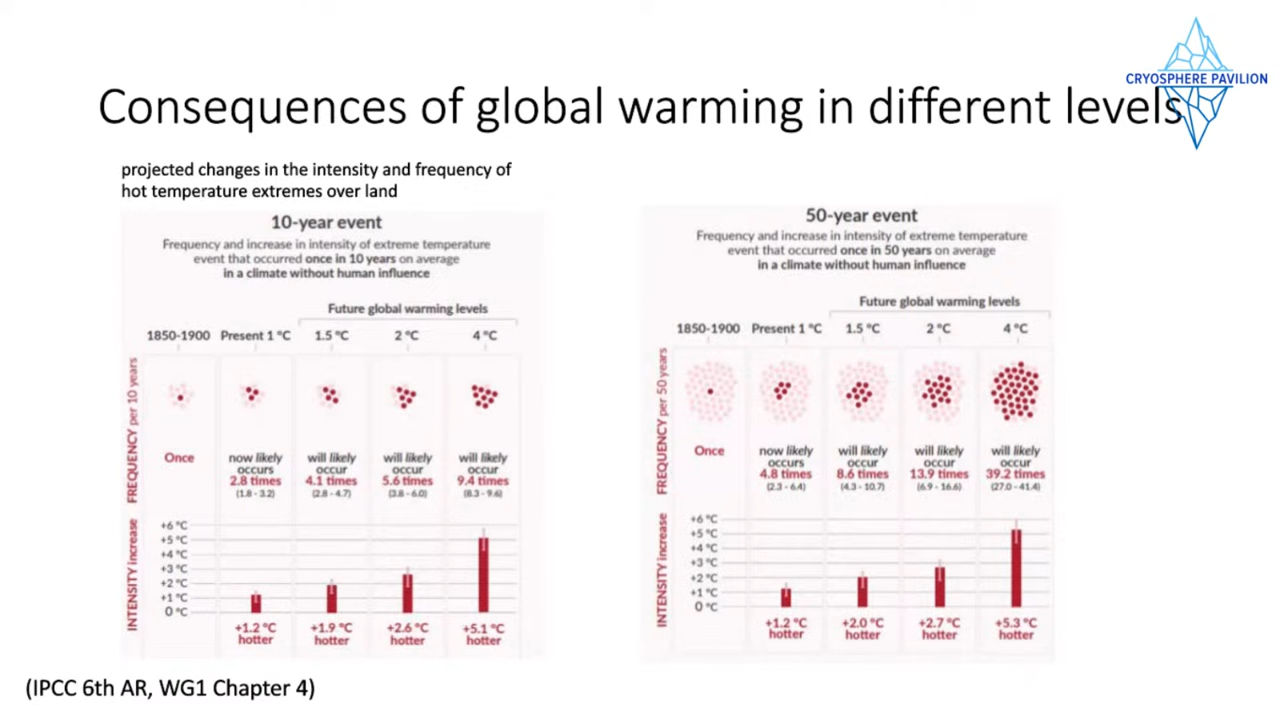 CRYOSPHERE PAVILION
Consequences of global warming in different levels
projected changes in the intensity and frequency of
hot temperature extremes over land
10-year event
Frequency and increase in intensity of extreme temperature
event that occurred once in 10 years on average
in a climate without human influence
Future global warming levels
1850-1900 Present 1 °C 1.5 °C 2 °C 4 °C
FREQUENCY per 10 years
Once
now likely will likely will likely will likely
occurs occur occur occur
2.8 times 4.1 times 5.6 times 9.4 times
(1.8 - 3.2) (2.8 - 4.7) (3.8 - 6.0) (8.3 - 9.6)
INTENSITY increase
+6 °C
+5 °C
+4 °C
+3 °C
+2 °C
+1 °C
0 °C
+1.2 °C +1.9 °C +2.6 °C +5.1 °C
hotter hotter hotter hotter
50-year event
Frequency and increase in intensity of extreme temperature
event that occurred once in 50 years on average
in a climate without human influence
Future global warming levels
1850-1900 Present 1 °C 1.5 °C 2 °C 4 °C
FREQUENCY per 50 years
Once
now likely will likely will likely will likely
occurs occur occur occur
4.8 times 8.6 times 13.9 times 39.2 times
(2.3 - 6.4) (4.3 - 10.7) (6.9 - 16.6) (27.0 - 41.4)
INTENSITY increase
+6 °C
+5 °C
+4 °C
+3 °C
+2 °C
+1 °C
0 °C
+1.2 °C +2.0 °C +2.7 °C +5.3 °C
hotter hotter hotter hotter
(IPCC 6th AR, WG1 Chapter 4)